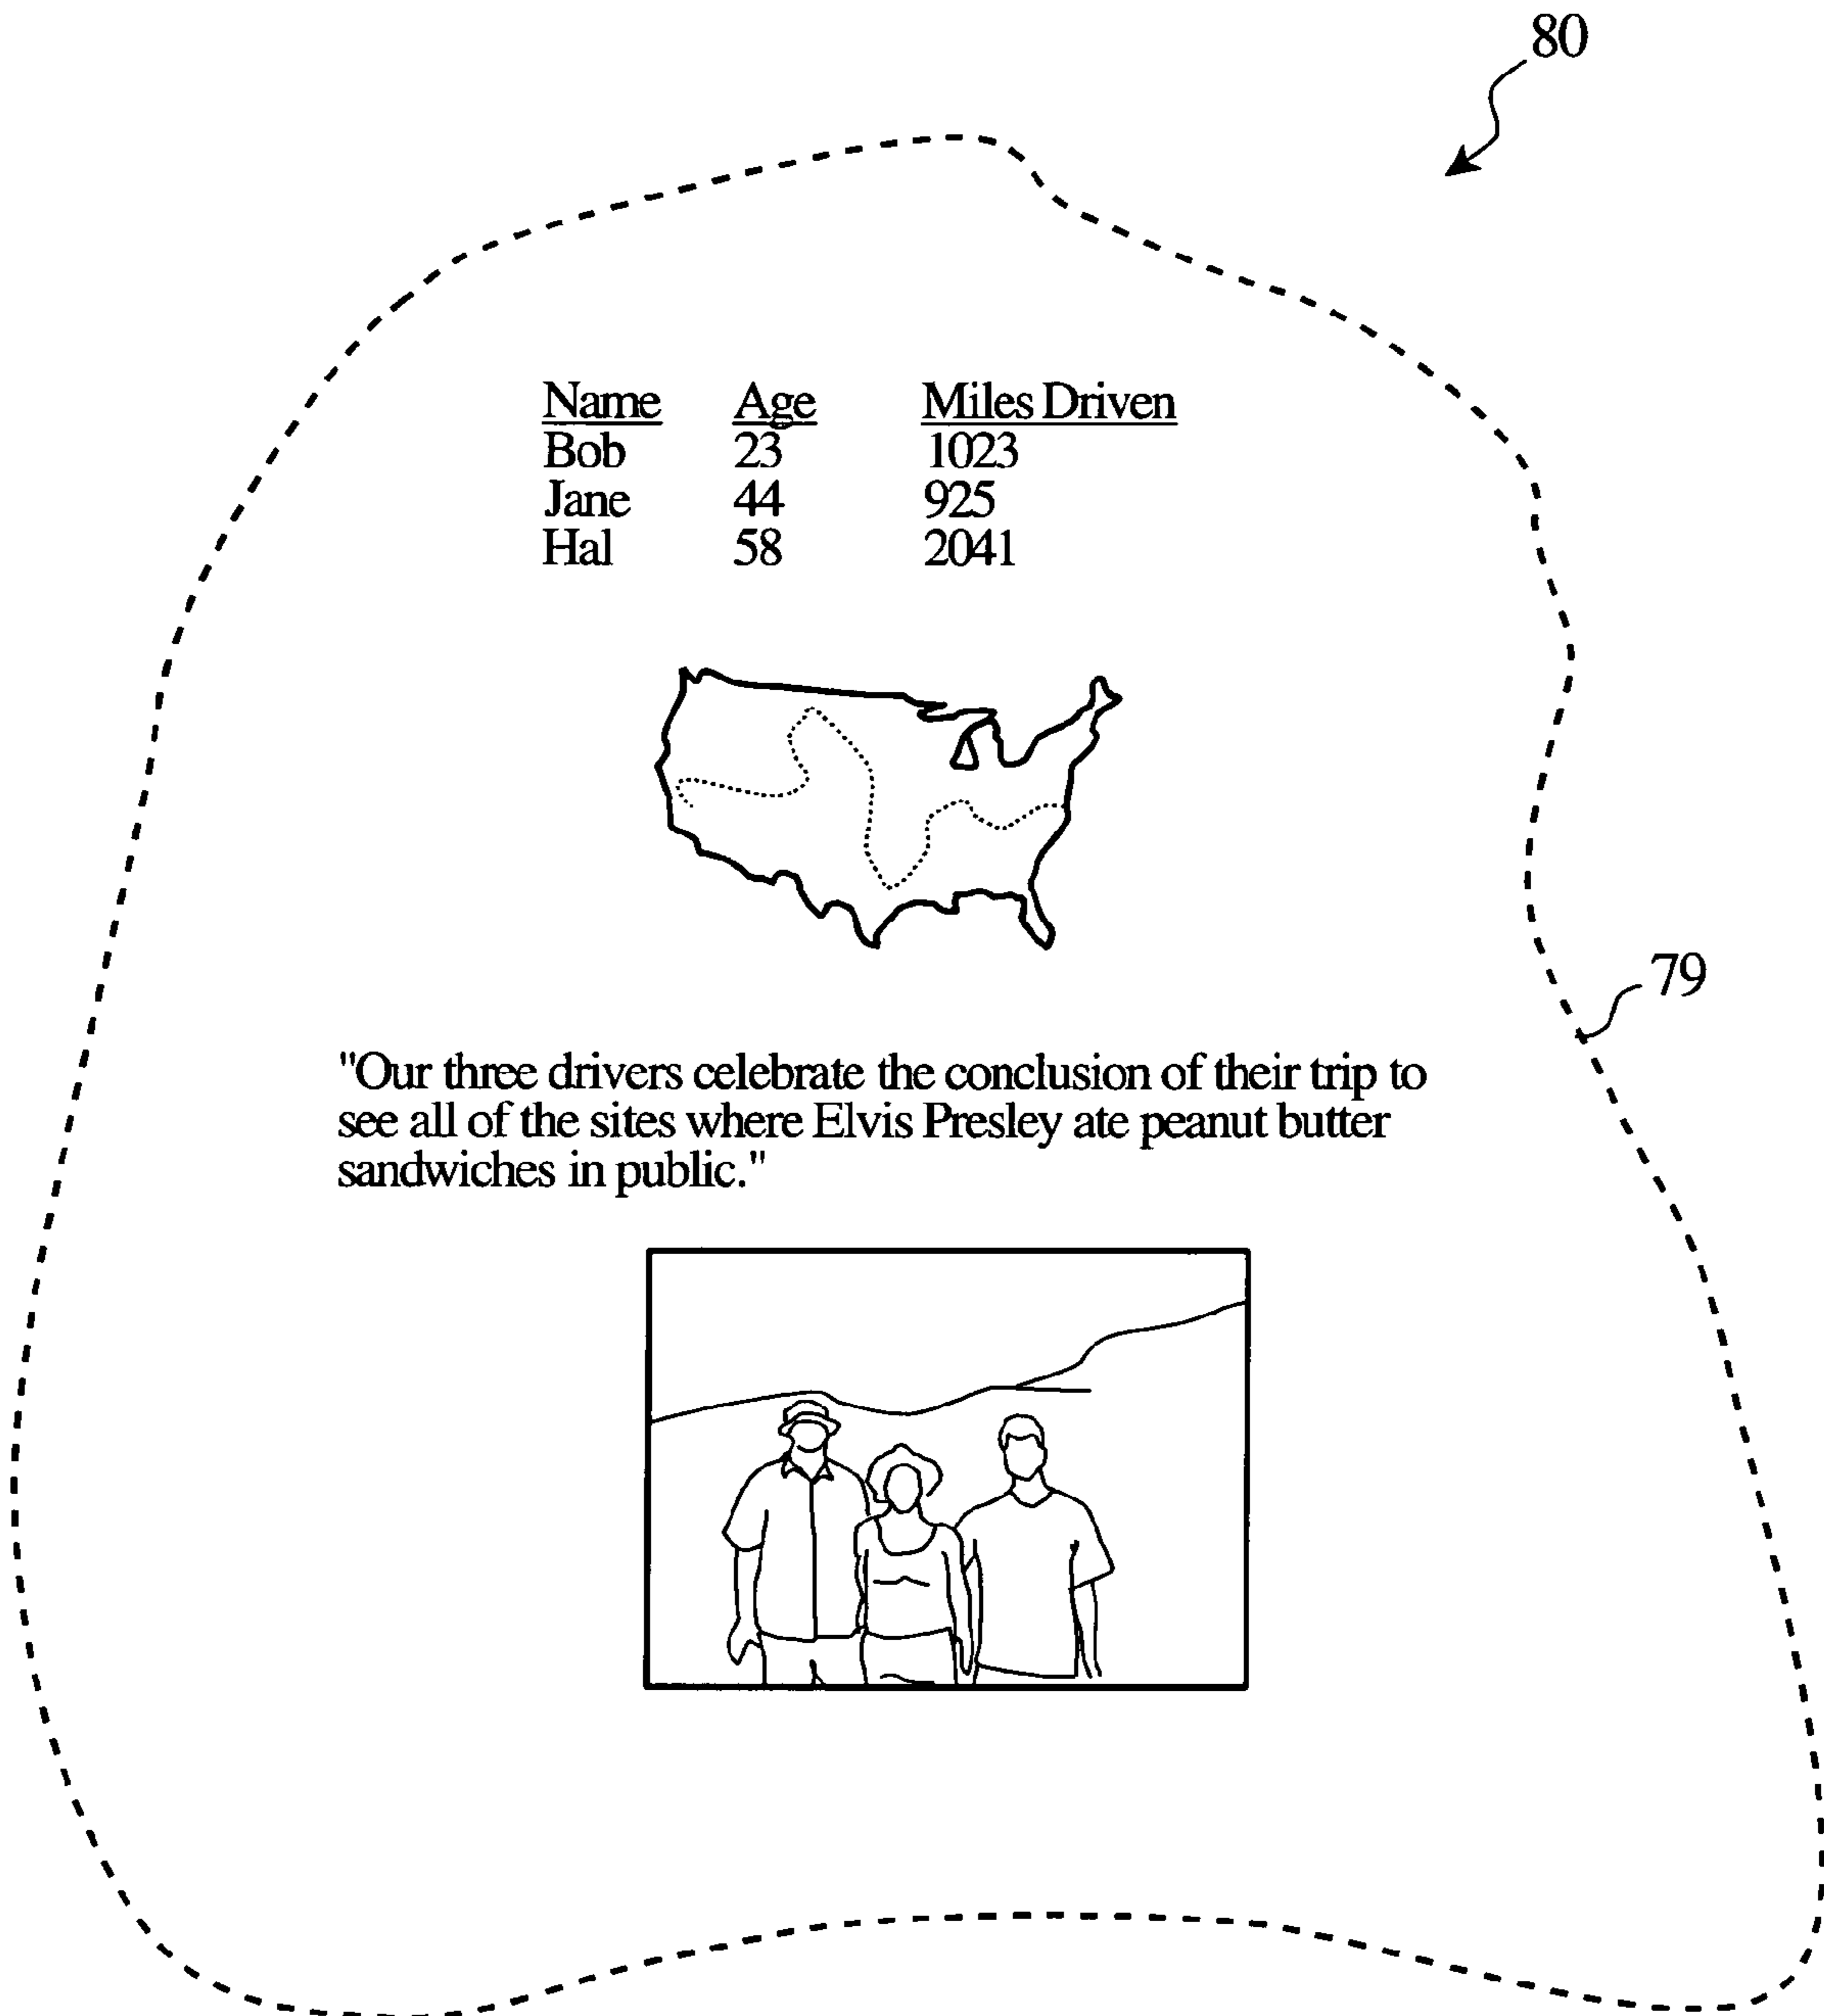 80
Name Age Miles Driven
Bob 23 1023
Jane 44 925
Hal 58 2041
79
"Our three drivers celebrate the conclusion of their trip to
see all of the sites where Elvis Presley ate peanut butter
sandwiches in public."